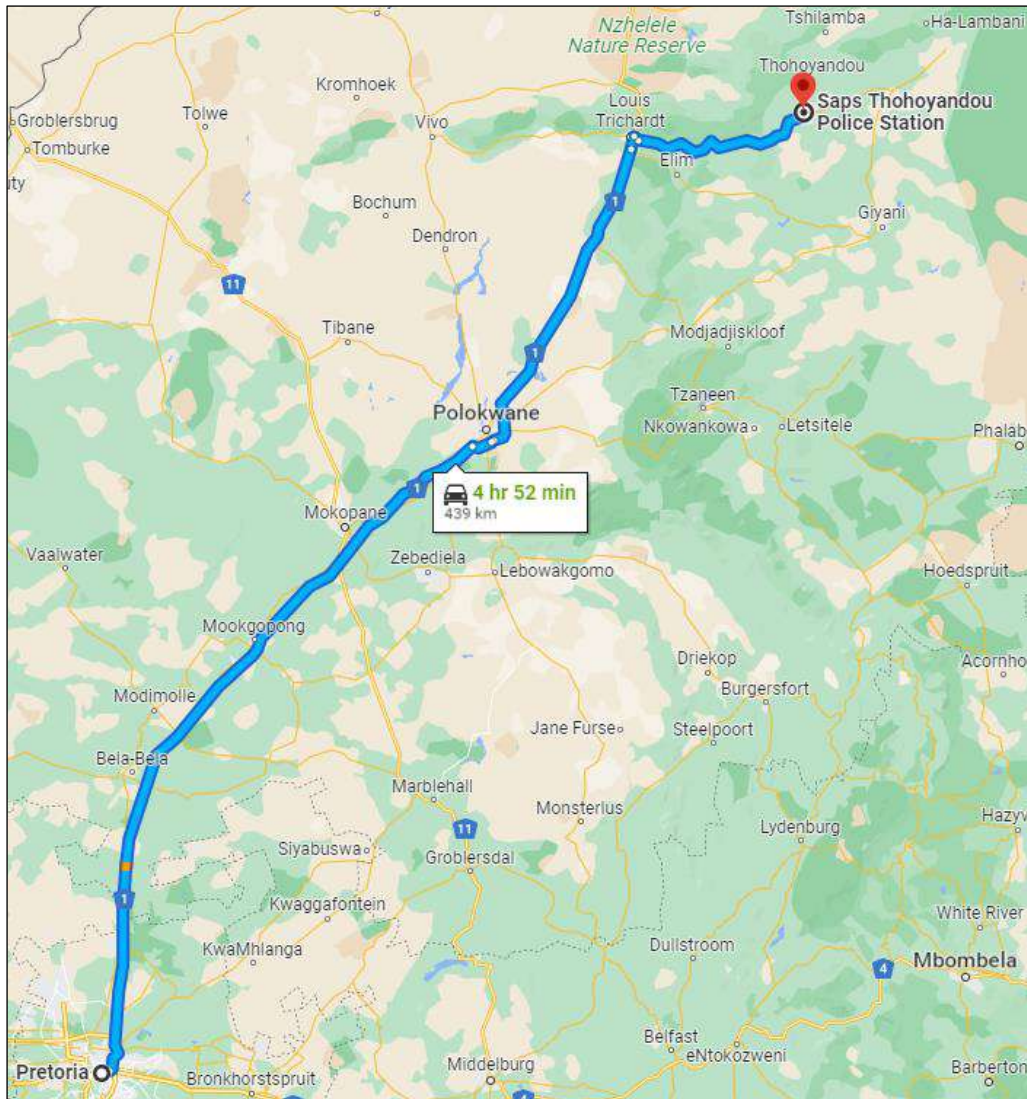 Nzhelele
Nature Reserve
Tshilamba
Ha-Lambani
Thohoyandou
Kromhoek
Louis
Trichardt
Saps Thohoyandou
Police Station
Groblersbrug
Tolwe
Vivo
Tomburke
Elim
uty
1
Bochum
Giyani
Dendron
11
Tibane
1
Modjadjiskloof
Tzaneen
Polokwane
Nkowankowa
Letsitele
Phalab
1
4 hr 52 min
439 km
Mokopane
Vaalwater
Zebediela
Lebowakgomo
Hoedspruit
Mookgopong
Driekop
Acornho
Modimolle
Burgersfort
Jane Furse
Steelpoort
Bela-Bela
Marblehall
Monsterlus
Hazyv
11
Lydenburg
Siyabuswa
Groblersdal
1
Kwaggafontein
White River
KwaMhlanga
Dullstroom
4
Mbombela
Belfast
eNtokozweni
Pretoria
Bronkhorstspruit
Middelburg
Barberton
4